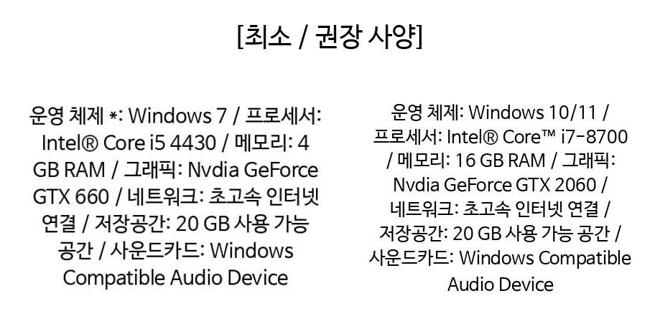 [최소 / 권장 사양]
운영 체제 *: Windows 7 / 프로세서:
Intel® Core i5 4430 / 메모리: 4
GB RAM / 그래픽: Nvdia GeForce
GTX 660 / 네트워크: 초고속 인터넷
연결 / 저장공간: 20 GB 사용 가능
공간 / 사운드카드: Windows
Compatible Audio Device
운영 체제: Windows 10/11 /
프로세서: Intel® Core™ i7-8700
/ 메모리: 16 GB RAM / 그래픽:
Nvdia GeForce GTX 2060 /
네트워크: 초고속 인터넷 연결 /
저장공간: 20 GB 사용 가능 공간 /
사운드카드: Windows Compatible
Audio Device